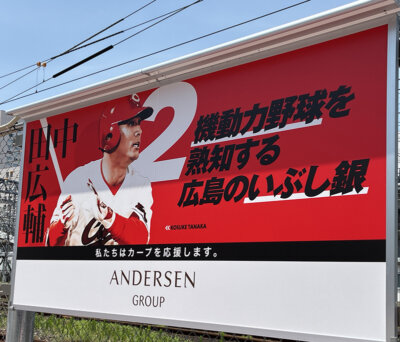 田中
広輔
2
機動力野球を
熟知する
広島のいぶし銀
KOSUKE TANAKA
私たちはカープを応援します。
ANDERSEN
GROUP